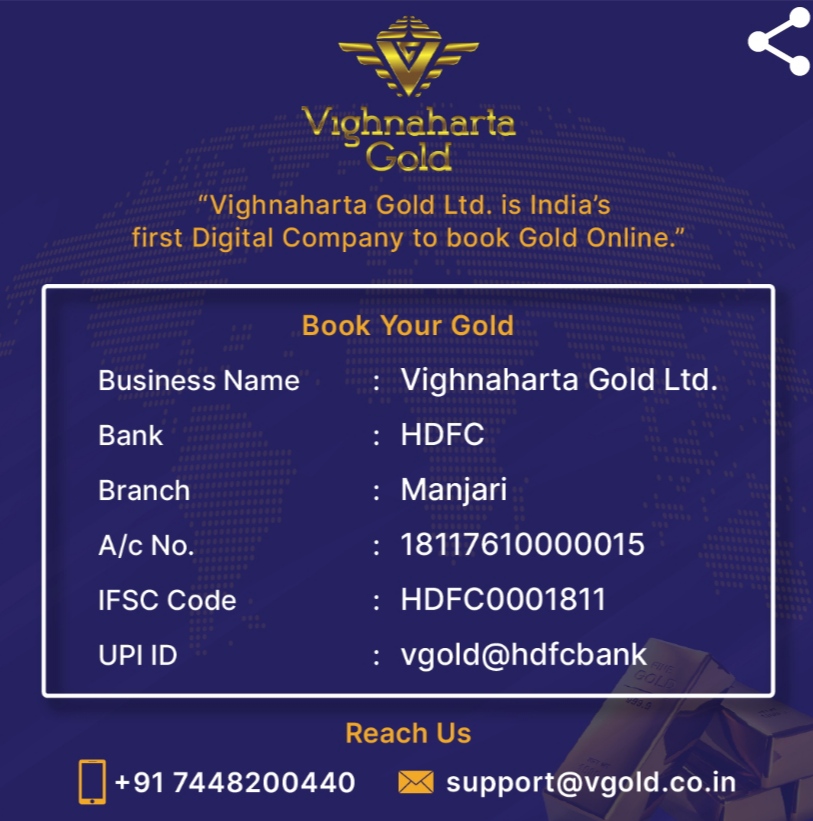 Vighnaharta
Gold
“Vighnaharta Gold Ltd. is India’s
first Digital Company to book Gold Online.”
Book Your Gold
Business Name : Vighnaharta Gold Ltd.
Bank : HDFC
Branch : Manjari
A/c No. : 18117610000015
IFSC Code : HDFC0001811
UPI ID : vgold@hdfcbank
Reach Us
+91 7448200440 support@vgold.co.in